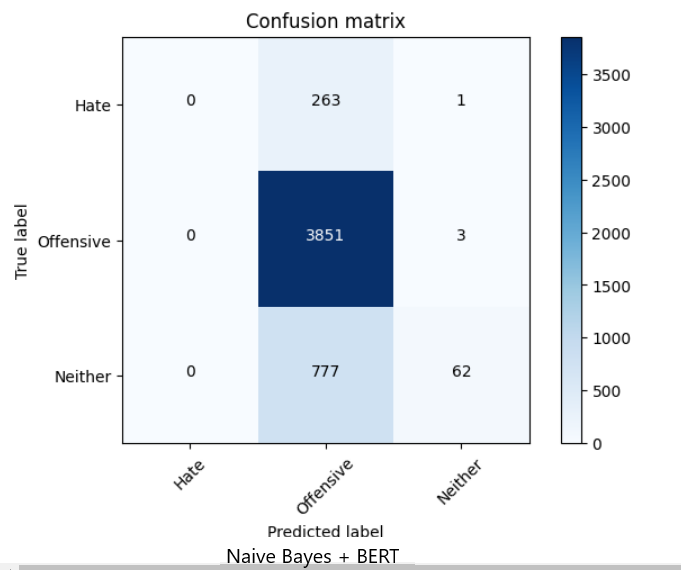 Confusion matrix
Hate 0 263 1
Offensive 0 3851 3
Neither 0 777 62
True label
Hate Offensive Neither
Predicted label
3500
3000
2500
2000
1500
1000
500
0
Naive Bayes + BERT